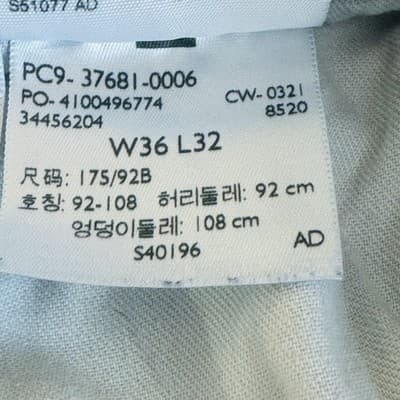 S51077 AD
PC9- 37681-0006
PO- 4100496774
CW- 0321
34456204
8520
W36 L32
尺码: 175/92B
호칭: 92-108 허리둘레: 92 cm
엉덩이둘레: 108 cm
S40196
AD